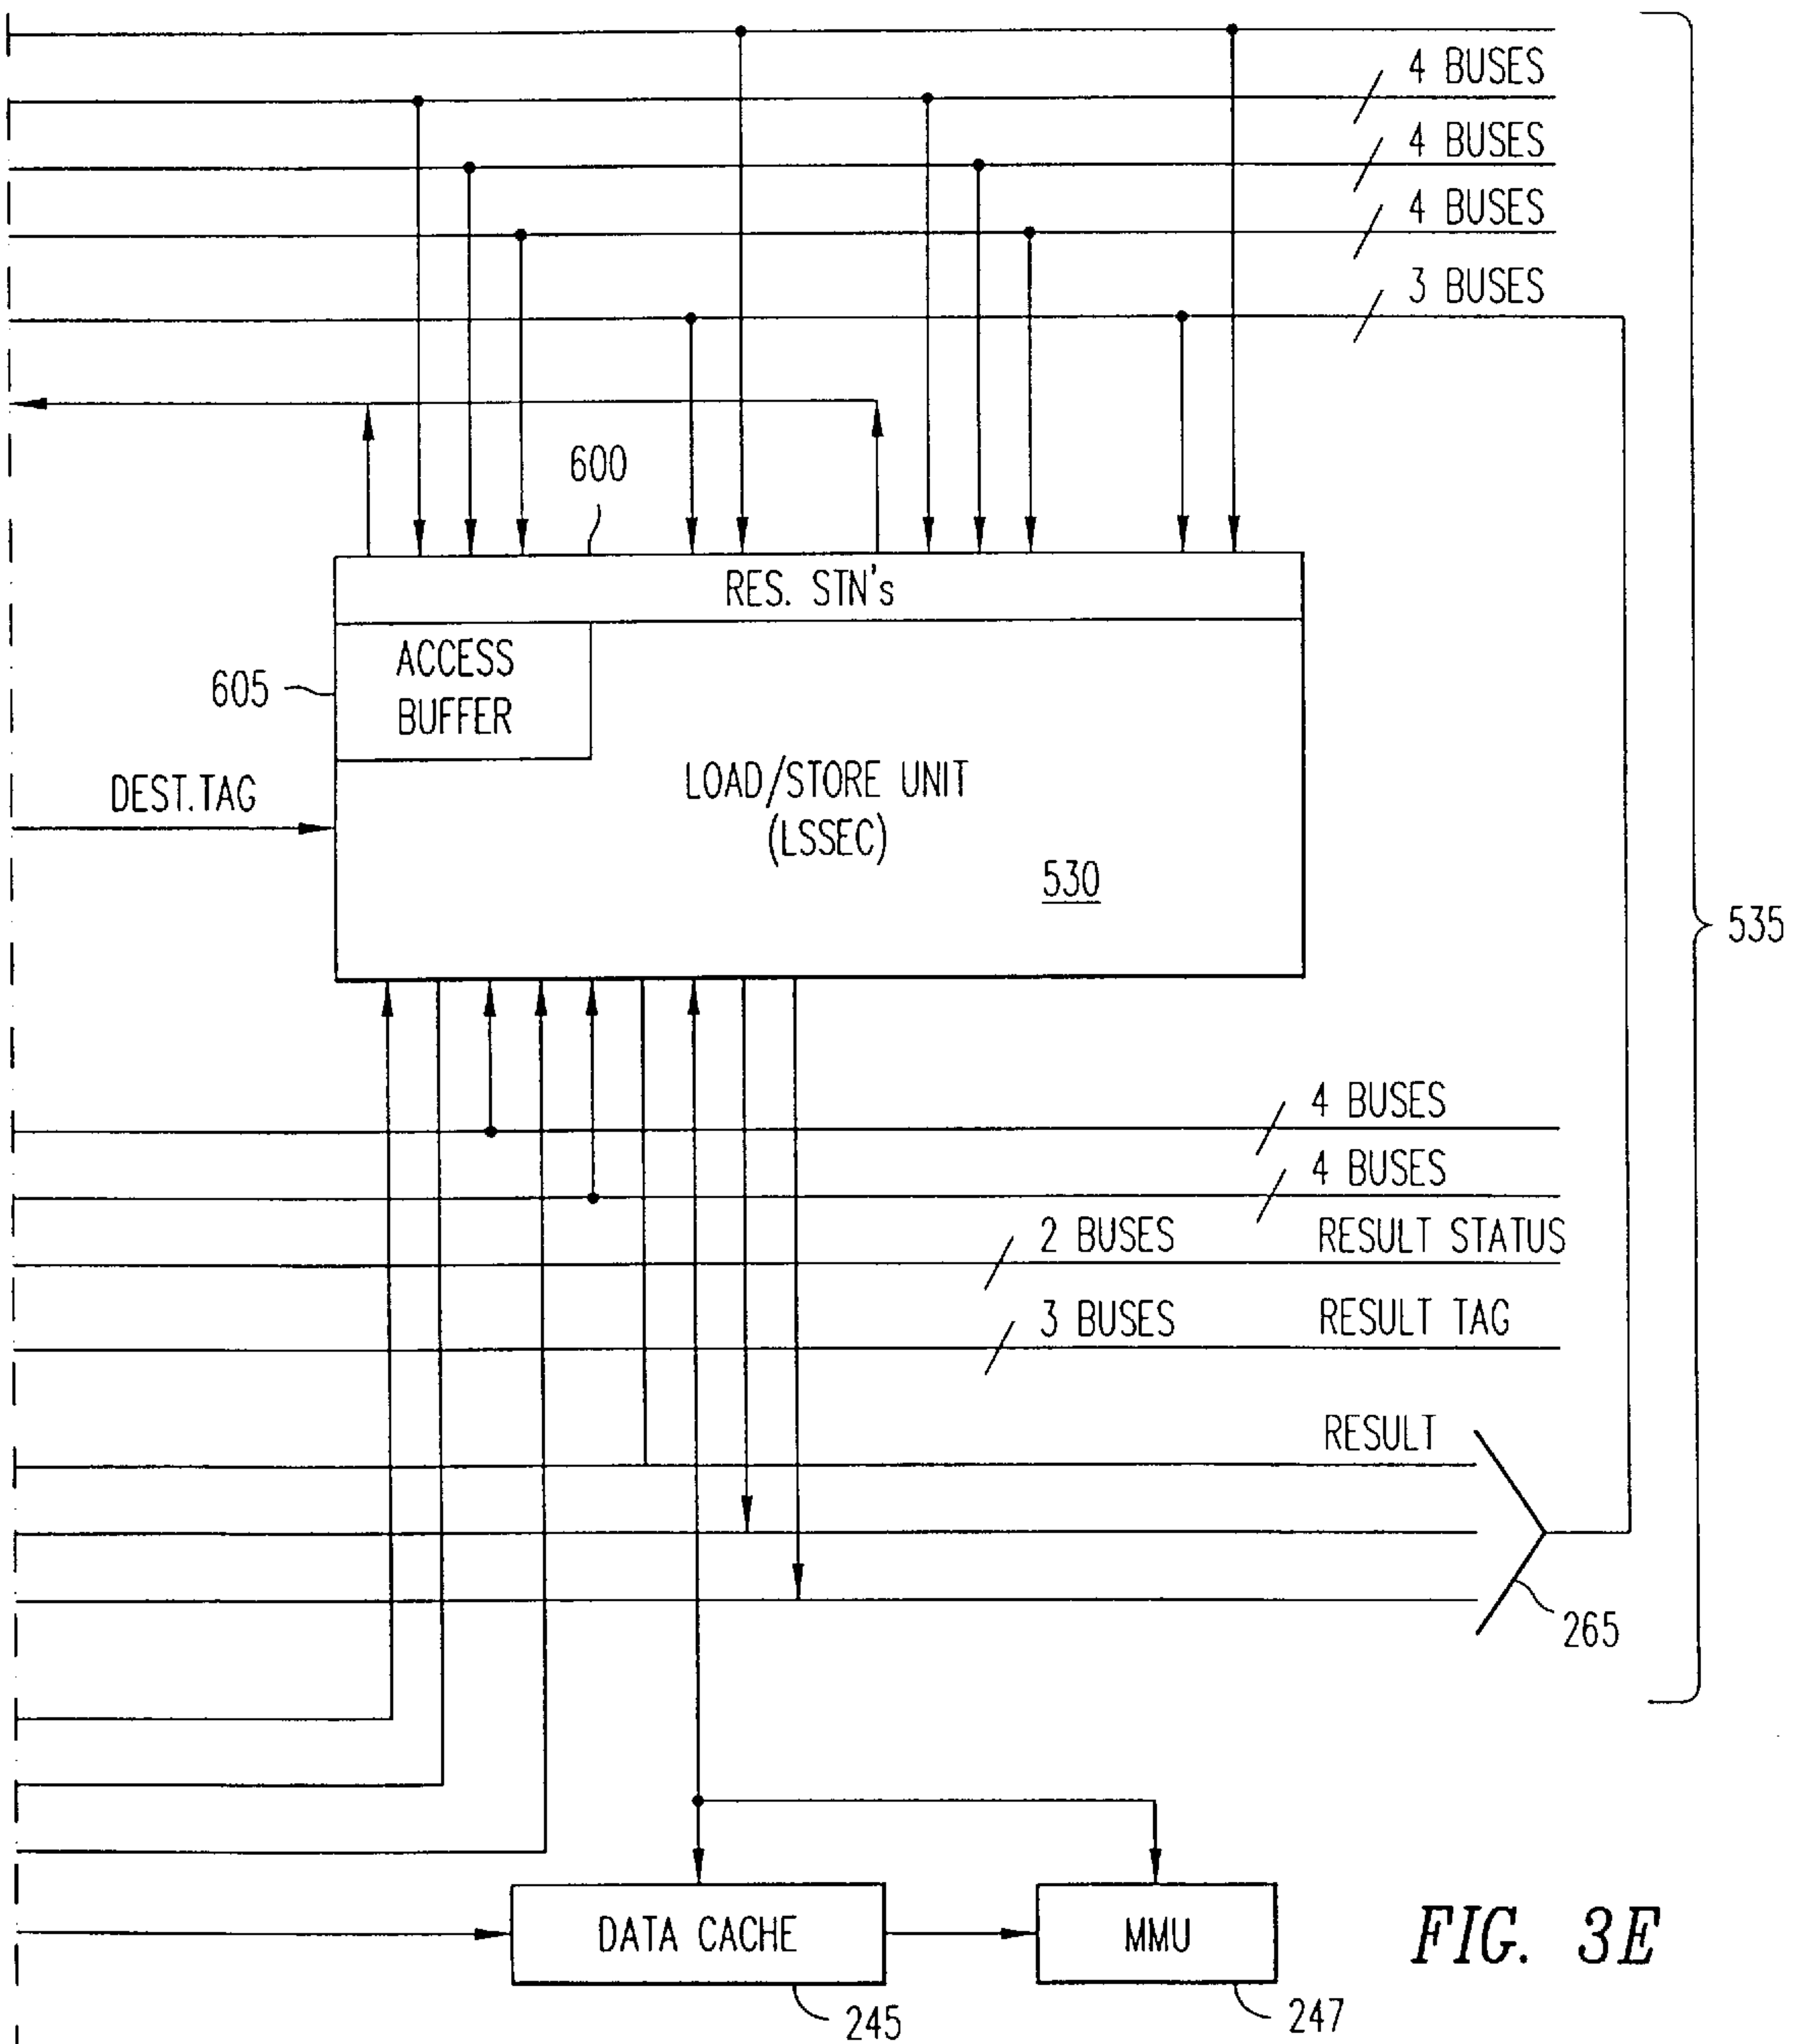 4 BUSES
4 BUSES
4 BUSES
3 BUSES
600
RES. STN's
ACCESS
BUFFER
605
LOAD/STORE UNIT
(LSSEC)
530
DEST.TAG
535
4 BUSES
4 BUSES
2 BUSES RESULT STATUS
3 BUSES RESULT TAG
RESULT
265
DATA CACHE
MMU
245
247
FIG. 3E